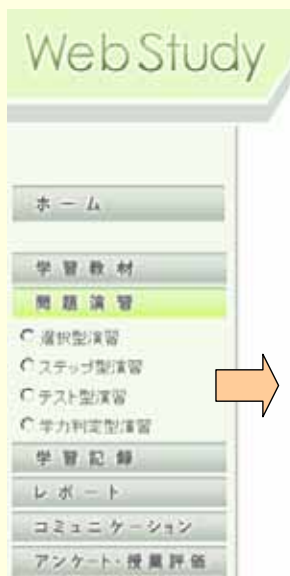 WebStudy
ホーム
学習教材
問題演習
選択型演習
ステップ型演習
テスト型演習
学力判定型演習
学習記録
レポート
コミュニケーション
アンケート・授業評価